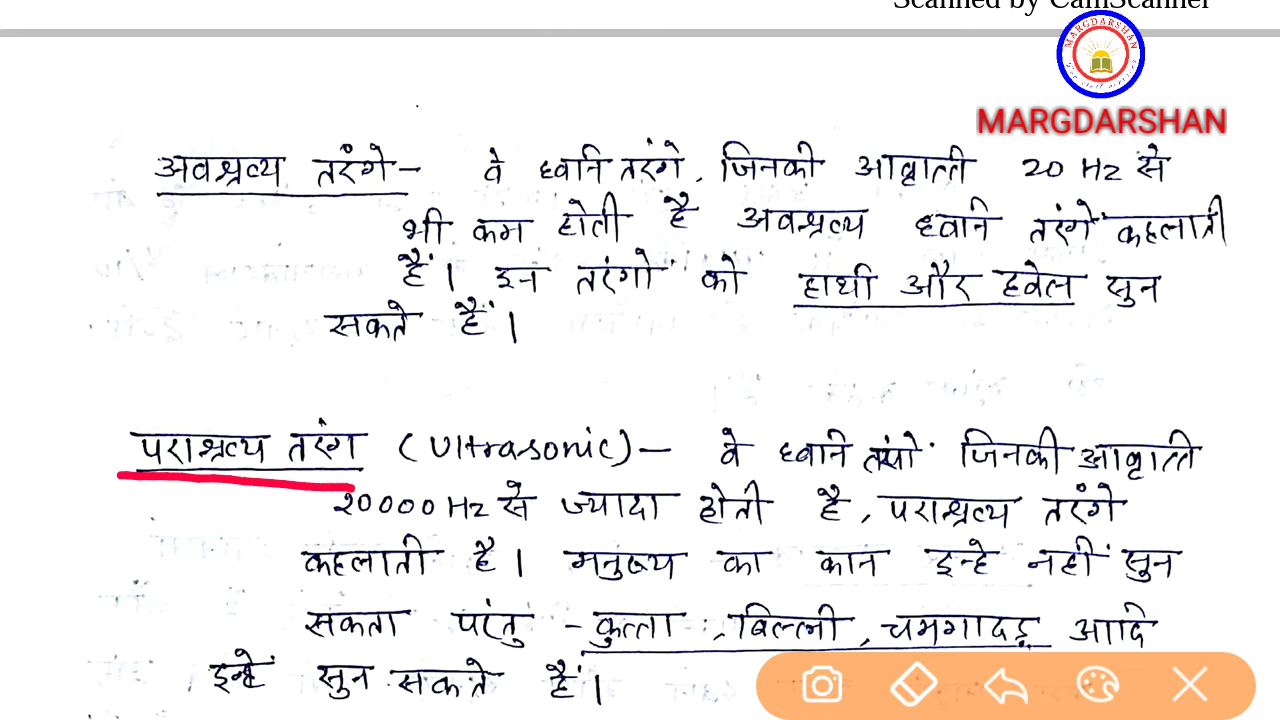 Scanned by CamScanner
MARGDARSHAN
MARGDARSHAN
अवश्रव्य तरंगे - वे ध्वनि तरंगे, जिनकी आवृत्ति 20 Hz से
भी कम होती है अवश्रव्य ध्वनि तरंगे कहलाती
हैं। इन तरंगों को हाथी और हवेल सुन
सकते हैं।
पराश्रव्य तरंग (Ultrasonic) - वे ध्वनि जिनकी आवृत्ति
20000 Hz से ज्यादा होती है, पराश्रव्य तरंगे
कहलाती है। मनुष्य का कान इन्हे नहीं सुन
सकता परंतु - कुत्ता, बिल्ली, चमगादड़ आदि
इन्हें सुन सकते हैं।